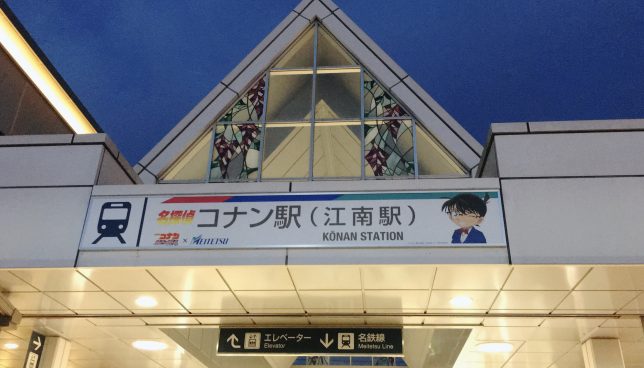 名探偵 コナン駅（江南駅）
× MEITETSU KŌNAN STATION
エレベーター 名鉄線
Elevator Meitetsu Line